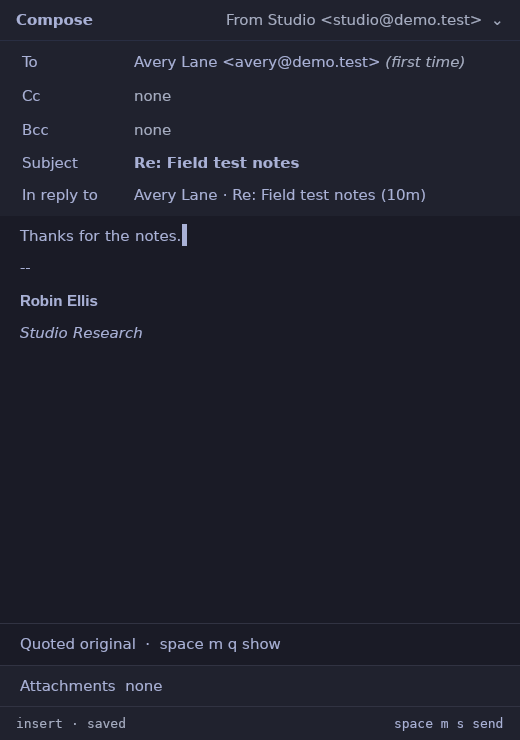 Compose From Studio <studio@demo.test> ⌄
To Avery Lane <avery@demo.test> (first time)
Cc none
Bcc none
Subject Re: Field test notes
In reply to Avery Lane · Re: Field test notes (10m)
Thanks for the notes.
--
Robin Ellis
Studio Research
Quoted original · space m q show
Attachments none
insert · saved space m s send